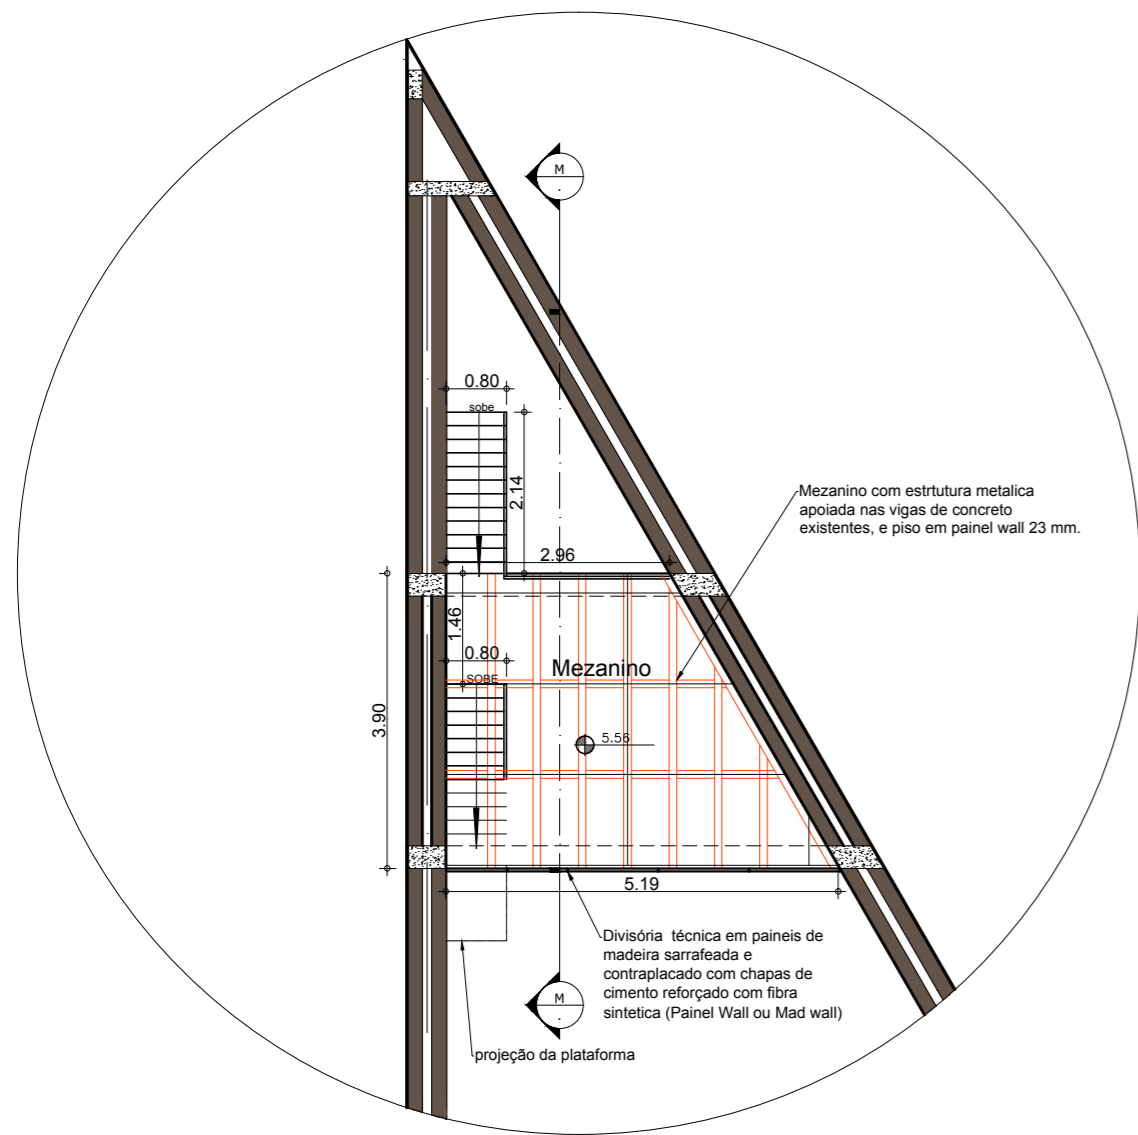 M
0.80
sobe
2.14
Mezanino com estrtutura metalica
apoiada nas vigas de concreto
existentes, e piso em painel wall 23 mm.
2.96
1.46
0.80
Mezanino
SOBE
3.90
5.56
5.19
Divisória técnica em paineis de
madeira sarrafeada e
contraplacado com chapas de
cimento reforçado com fibra
sintetica (Painel Wall ou Mad wall)
M
projeção da plataforma